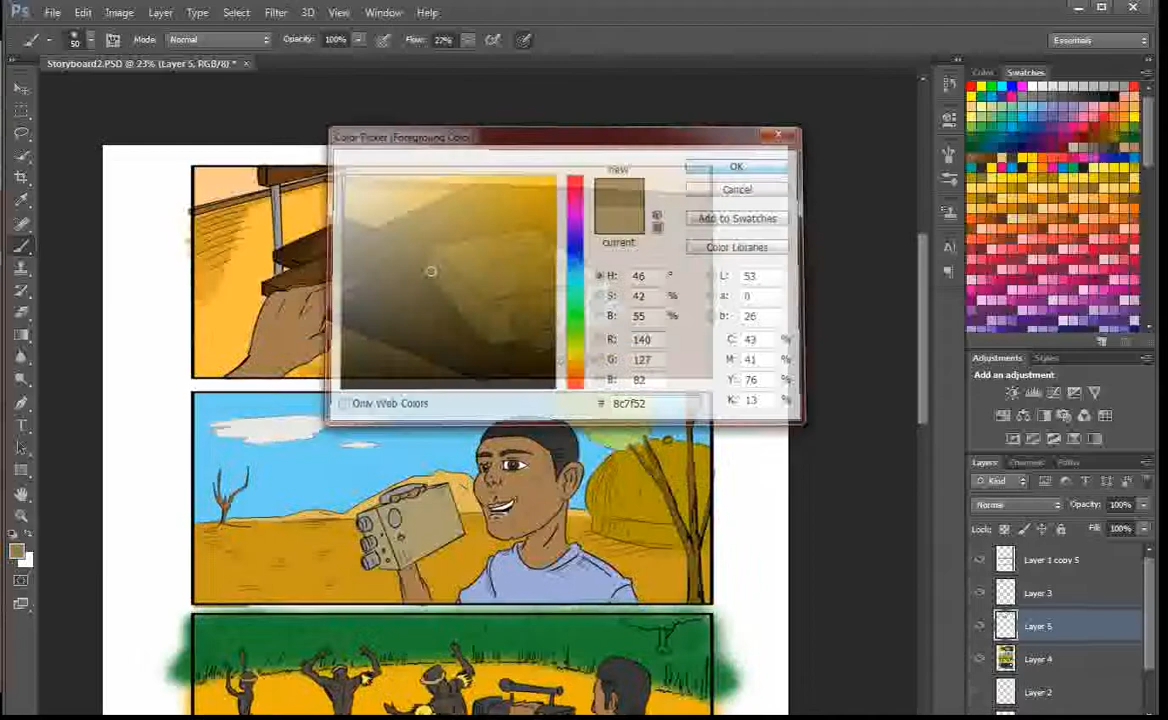 Ps File Edit Image Layer Type Select Filter 3D View Window Help
50 Mode: Normal Opacity: 100% Flow: 27% Essentials
Storyboard2.PSD @ 23% (Layer 5, RGB/8) *
Color Swatches
Color Picker (Foreground Color)
new OK
Cancel
Add to Swatches
current Color Libraries
H: 46 ° L: 53
S: 42 % a: 0
B: 55 % b: 26
R: 140 C: 43 %
G: 127 M: 41 %
B: 82 Y: 76 %
Only Web Colors # 8c7f52 K: 13 %
Adjustments Styles
Add an adjustment
Layers Channels Paths
Kind
Normal Opacity: 100%
Lock: Fill: 100%
Layer 1 copy 5
Layer 3
Layer 5
Layer 4
Layer 2